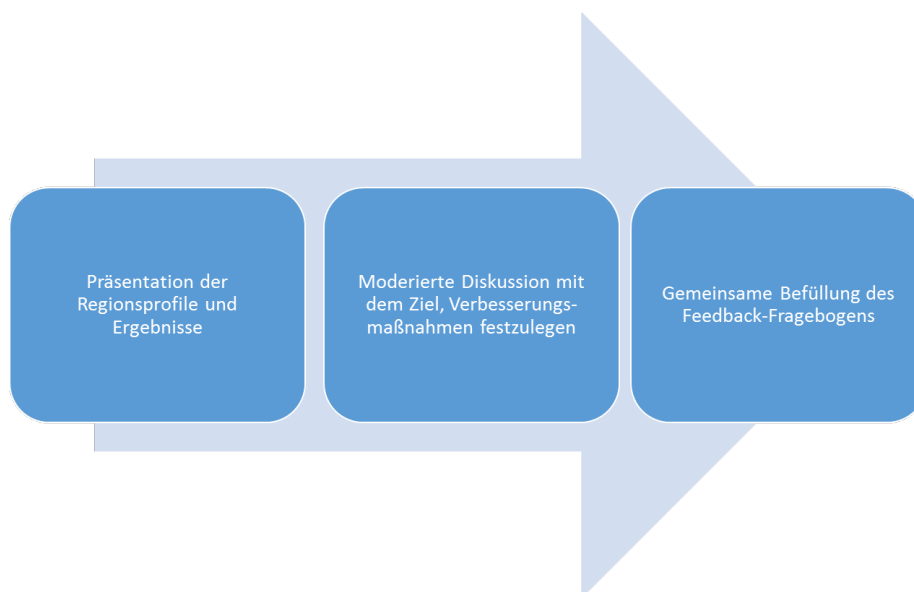 Präsentation der
Regionsprofile und
Ergebnisse
Moderierte Diskussion mit
dem Ziel, Verbesserungs-
maßnahmen festzulegen
Gemeinsame Befüllung des
Feedback-Fragebogens